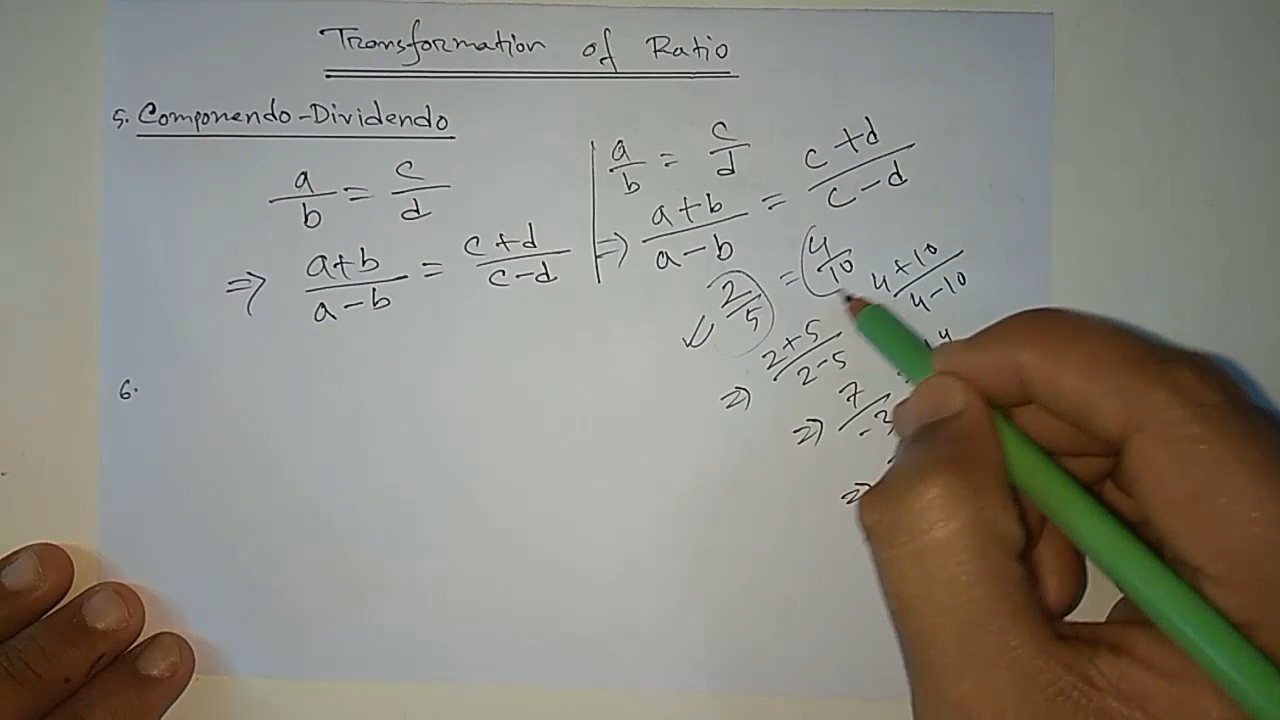 Transformation of Ratio
5. Componendo-Dividendo
a/b = c/d
⇒ a+b/a-b = c+d/c-d
a/b = c/d
⇒ a+b/a-b = c+d/c-d
2/5 = 4/10
⇒ 2+5/2-5 4+10/4-10
⇒ 7/-3
⇒
6.